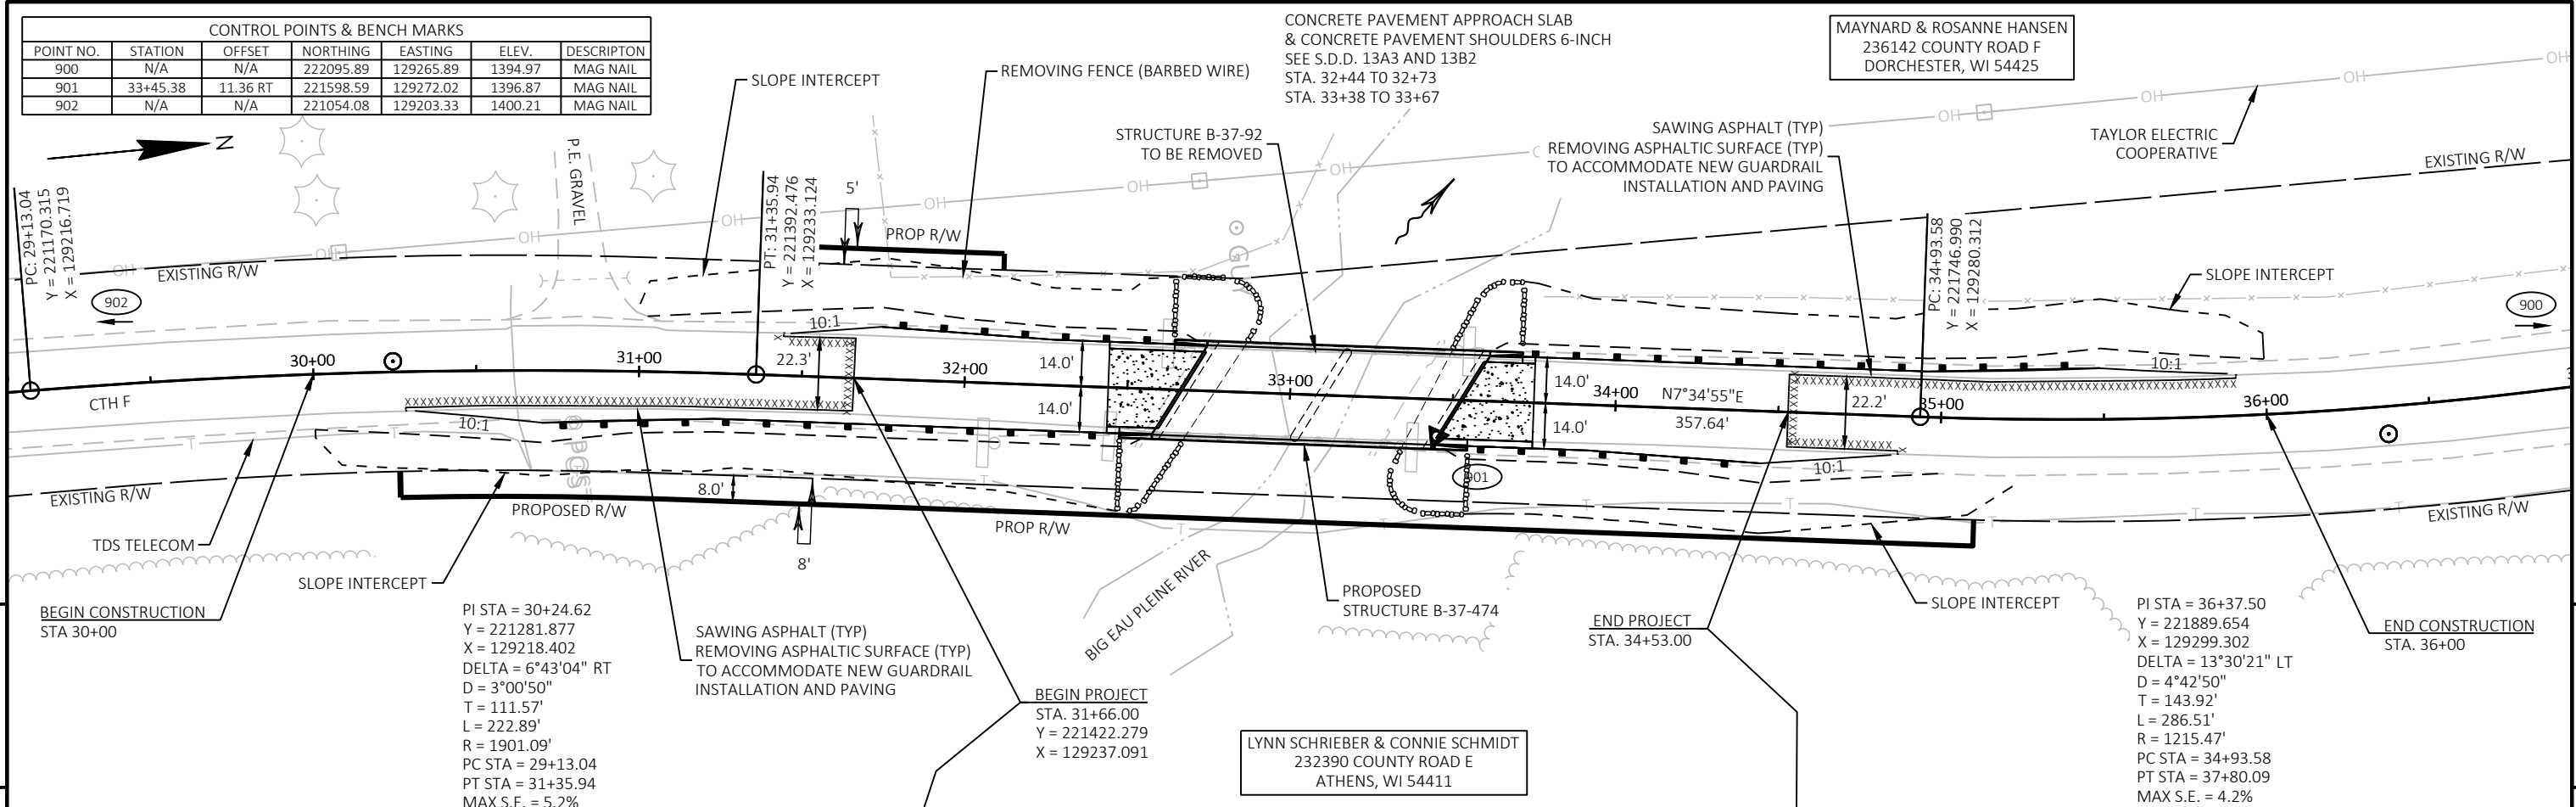 CONTROL POINTS & BENCH MARKS
POINT NO. STATION OFFSET NORTHING EASTING ELEV. DESCRIPTON
900 N/A N/A 222095.89 129265.89 1394.97 MAG NAIL
901 33+45.38 11.36 RT 221598.59 129272.02 1396.87 MAG NAIL
902 N/A N/A 221054.08 129203.33 1400.21 MAG NAIL
N
SLOPE INTERCEPT
REMOVING FENCE (BARBED WIRE)
CONCRETE PAVEMENT APPROACH SLAB
& CONCRETE PAVEMENT SHOULDERS 6-INCH
SEE S.D.D. 13A3 AND 13B2
STA. 32+44 TO 32+73
STA. 33+38 TO 33+67
MAYNARD & ROSANNE HANSEN
236142 COUNTY ROAD F
DORCHESTER, WI 54425
STRUCTURE B-37-92
TO BE REMOVED
SAWING ASPHALT (TYP)
REMOVING ASPHALTIC SURFACE (TYP)
TO ACCOMMODATE NEW GUARDRAIL
INSTALLATION AND PAVING
TAYLOR ELECTRIC
COOPERATIVE
EXISTING R/W
OH
OH
OH
OH
OH
OH
OH
OH
OH
OH
OH
OH
P.E. GRAVEL
PC: 29+13.04
Y = 221170.315
X = 129216.719
PT: 31+35.94
Y = 221392.476
X = 129233.124
5'
PROP R/W
GUY
PC: 34+93.58
Y = 221746.990
X = 129280.312
SLOPE INTERCEPT
EXISTING R/W
902
900
10:1
22.3'
30+00
31+00
32+00
33+00
34+00
35+00
36+00
14.0'
14.0'
14.0'
14.0'
N7°34'55"E
357.64'
22.2'
10:1
CTH F
10:1
10:1
T
T
T
T
T
T
T
T
T
T
T
901
8.0'
EXISTING R/W
PROPOSED R/W
PROP R/W
EXISTING R/W
TDS TELECOM
8'
SLOPE INTERCEPT
BIG EAU PLEINE RIVER
PROPOSED
STRUCTURE B-37-474
SLOPE INTERCEPT
BEGIN CONSTRUCTION
STA 30+00
PI STA = 30+24.62
Y = 221281.877
X = 129218.402
DELTA = 6°43'04" RT
D = 3°00'50"
T = 111.57'
L = 222.89'
R = 1901.09'
PC STA = 29+13.04
PT STA = 31+35.94
MAX S.E. = 5.2%
SAWING ASPHALT (TYP)
REMOVING ASPHALTIC SURFACE (TYP)
TO ACCOMMODATE NEW GUARDRAIL
INSTALLATION AND PAVING
BEGIN PROJECT
STA. 31+66.00
Y = 221422.279
X = 129237.091
LYNN SCHRIEBER & CONNIE SCHMIDT
232390 COUNTY ROAD E
ATHENS, WI 54411
END PROJECT
STA. 34+53.00
PI STA = 36+37.50
Y = 221889.654
X = 129299.302
DELTA = 13°30'21" LT
D = 4°42'50"
T = 143.92'
L = 286.51'
R = 1215.47'
PC STA = 34+93.58
PT STA = 37+80.09
MAX S.E. = 4.2%
END CONSTRUCTION
STA. 36+00